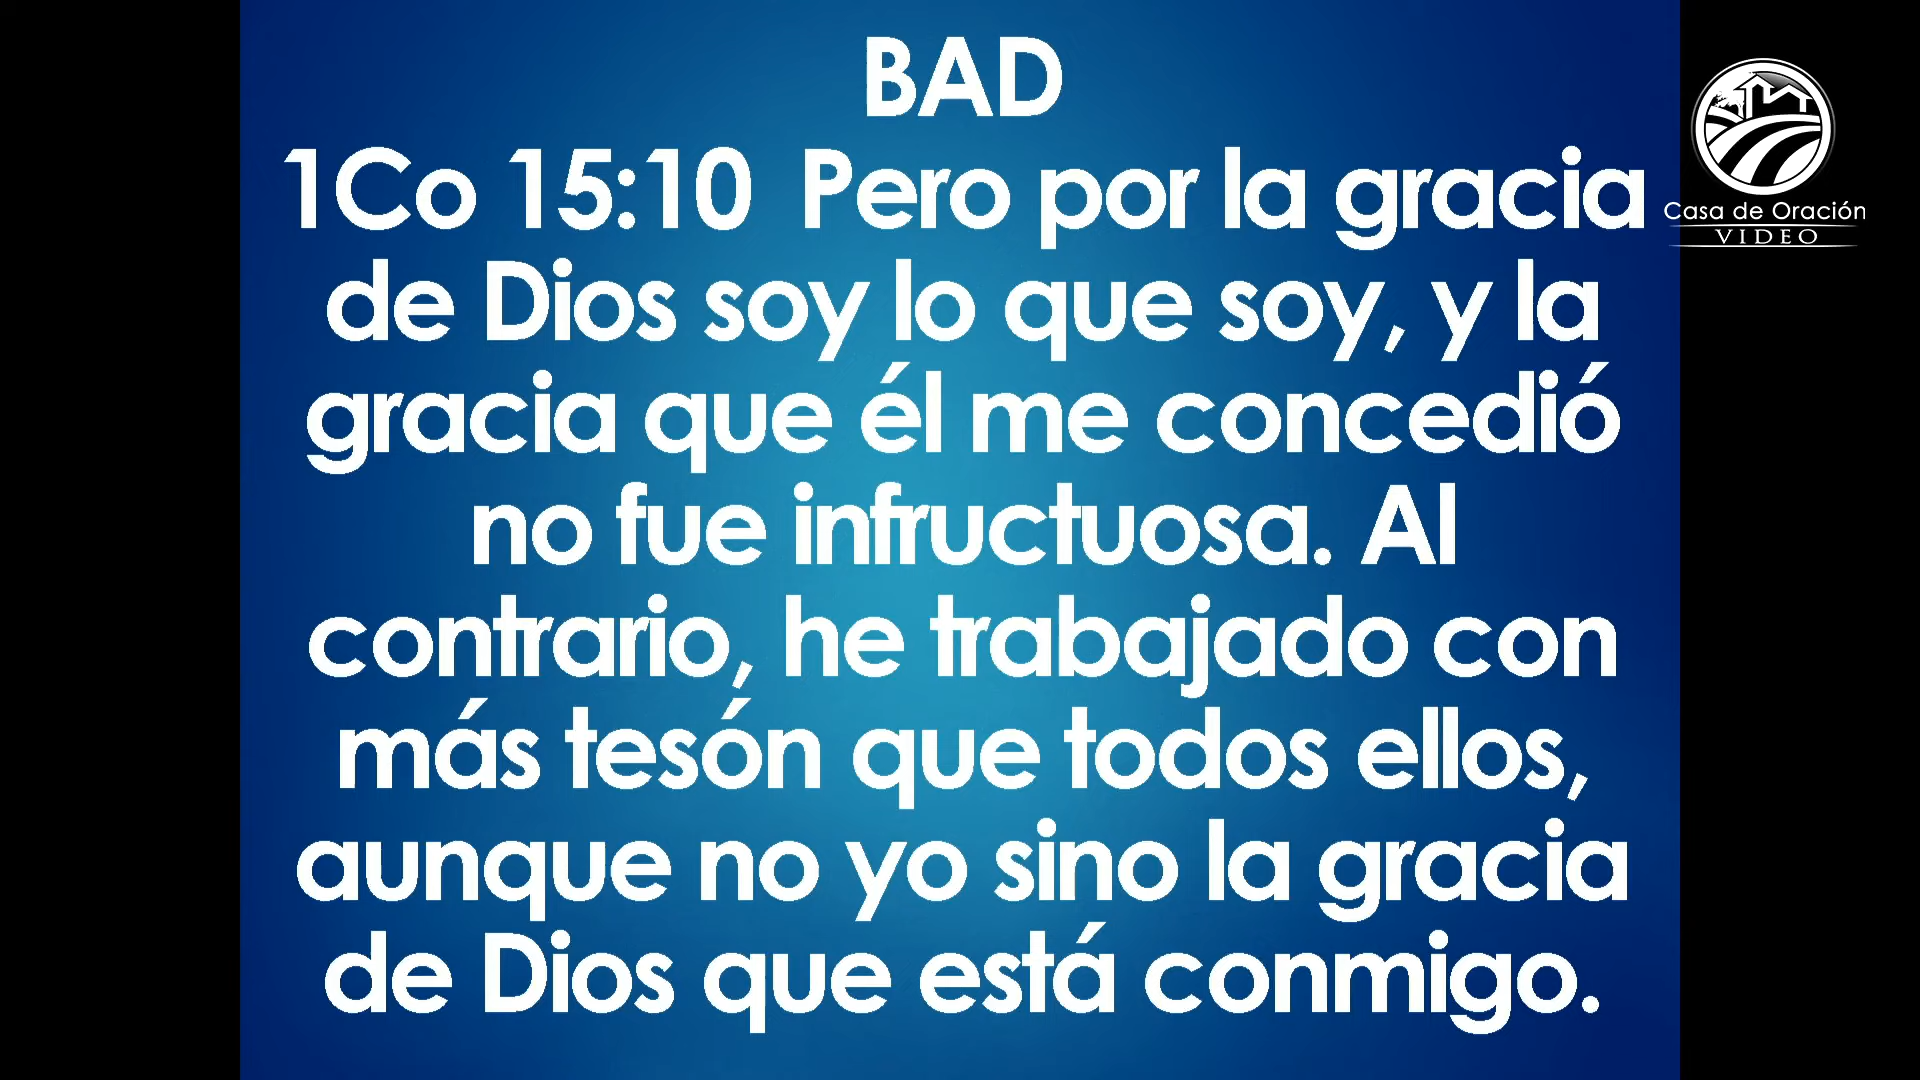 BAD
1Co 15:10 Pero por la gracia
de Dios soy lo que soy, y la
gracia que él me concedió
no fue infructuosa. Al
contrario, he trabajado con
más tesón que todos ellos,
aunque no yo sino la gracia
de Dios que está conmigo.
Casa de Oración
VIDEO